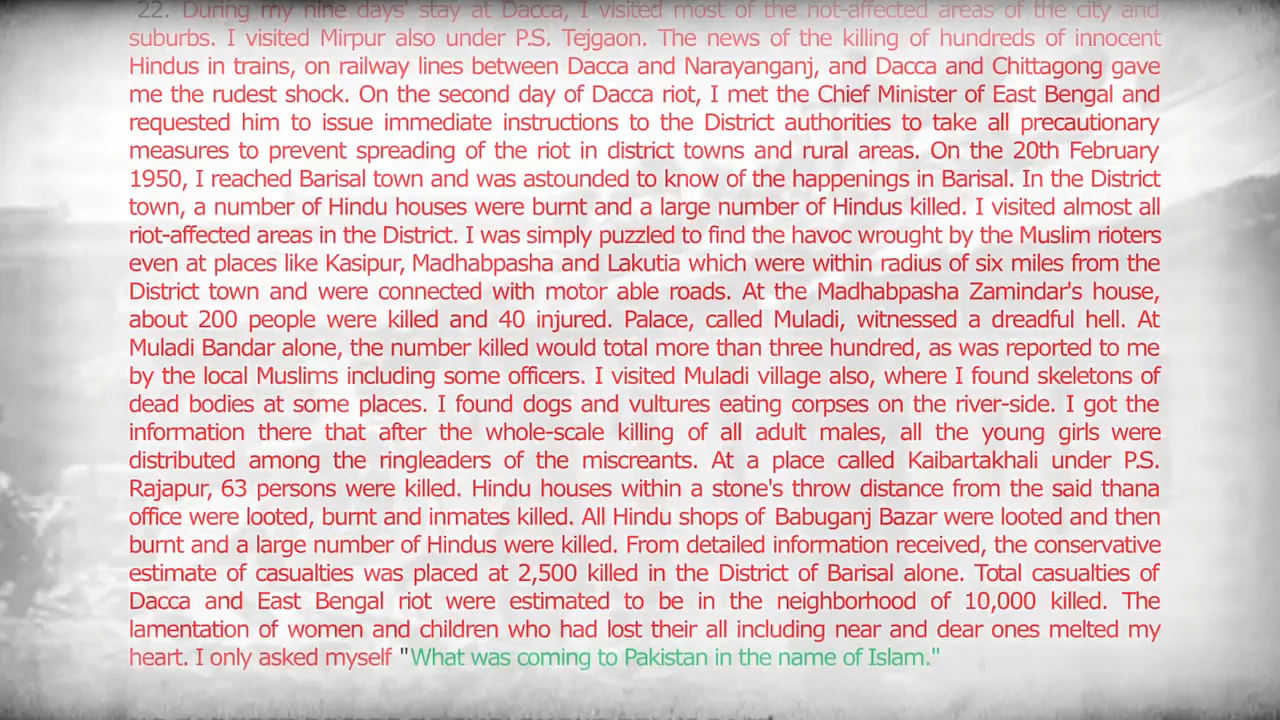 22. During my nine days' stay at Dacca, I visited most of the riot-affected areas of the city and
suburbs. I visited Mirpur also under P.S. Tejgaon. The news of the killing of hundreds of innocent
Hindus in trains, on railway lines between Dacca and Narayanganj, and Dacca and Chittagong gave
me the rudest shock. On the second day of Dacca riot, I met the Chief Minister of East Bengal and
requested him to issue immediate instructions to the District authorities to take all precautionary
measures to prevent spreading of the riot in district towns and rural areas. On the 20th February
1950, I reached Barisal town and was astounded to know of the happenings in Barisal. In the District
town, a number of Hindu houses were burnt and a large number of Hindus killed. I visited almost all
riot-affected areas in the District. I was simply puzzled to find the havoc wrought by the Muslim rioters
even at places like Kasipur, Madhabpasha and Lakutia which were within radius of six miles from the
District town and were connected with motor able roads. At the Madhabpasha Zamindar's house,
about 200 people were killed and 40 injured. Palace, called Muladi, witnessed a dreadful hell. At
Muladi Bandar alone, the number killed would total more than three hundred, as was reported to me
by the local Muslims including some officers. I visited Muladi village also, where I found skeletons of
dead bodies at some places. I found dogs and vultures eating corpses on the river-side. I got the
information there that after the whole-scale killing of all adult males, all the young girls were
distributed among the ringleaders of the miscreants. At a place called Kaibartakhali under P.S.
Rajapur, 63 persons were killed. Hindu houses within a stone's throw distance from the said thana
office were looted, burnt and inmates killed. All Hindu shops of Babuganj Bazar were looted and then
burnt and a large number of Hindus were killed. From detailed information received, the conservative
estimate of casualties was placed at 2,500 killed in the District of Barisal alone. Total casualties of
Dacca and East Bengal riot were estimated to be in the neighborhood of 10,000 killed. The
lamentation of women and children who had lost their all including near and dear ones melted my
heart. I only asked myself "What was coming to Pakistan in the name of Islam."